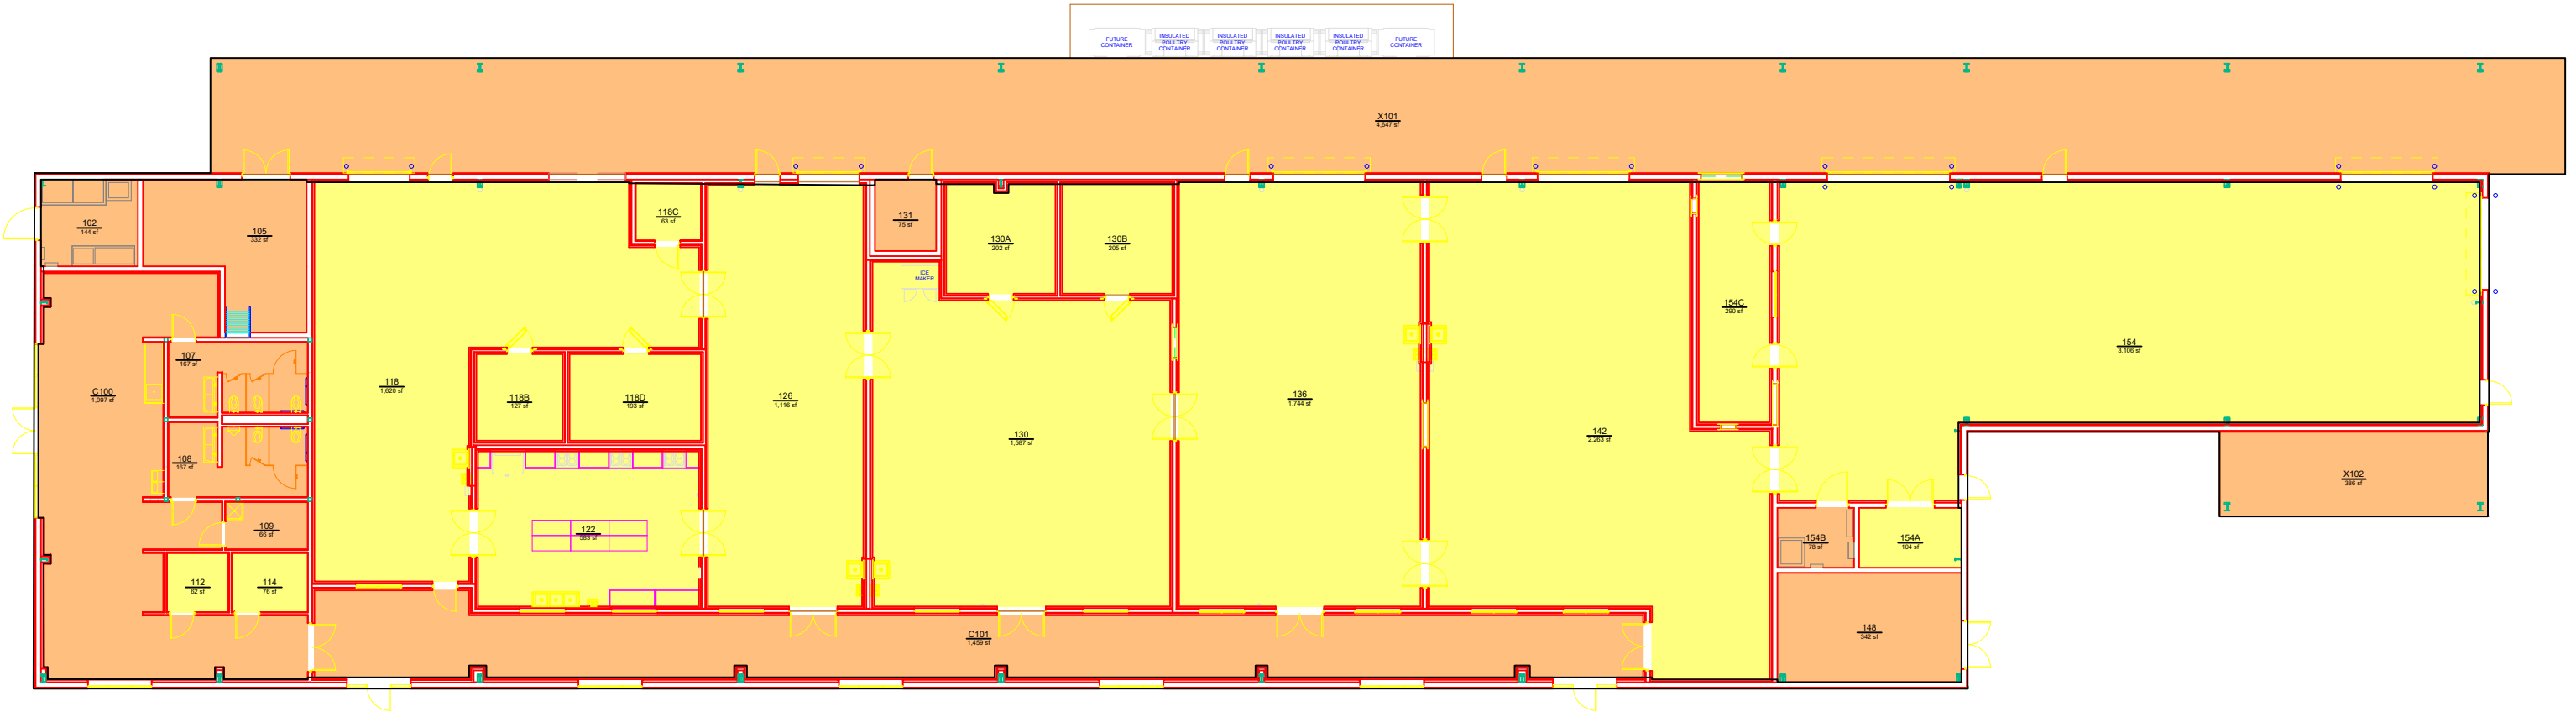 FUTURE
CONTAINER
INSULATED
POULTRY
CONTAINER
INSULATED
POULTRY
CONTAINER
INSULATED
POULTRY
CONTAINER
INSULATED
POULTRY
CONTAINER
FUTURE
CONTAINER
X101
4,647 sf
102
144 sf
105
332 sf
118C
63 sf
131
75 sf
130A
202 sf
130B
205 sf
ICE
MAKER
154C
290 sf
154
3,106 sf
107
167 sf
C100
1,097 sf
118
1,620 sf
118B
127 sf
118D
193 sf
126
1,116 sf
136
1,744 sf
130
1,587 sf
142
2,263 sf
108
167 sf
X102
386 sf
109
66 sf
122
583 sf
154B
78 sf
154A
104 sf
112
62 sf
114
76 sf
C101
1,459 sf
148
342 sf